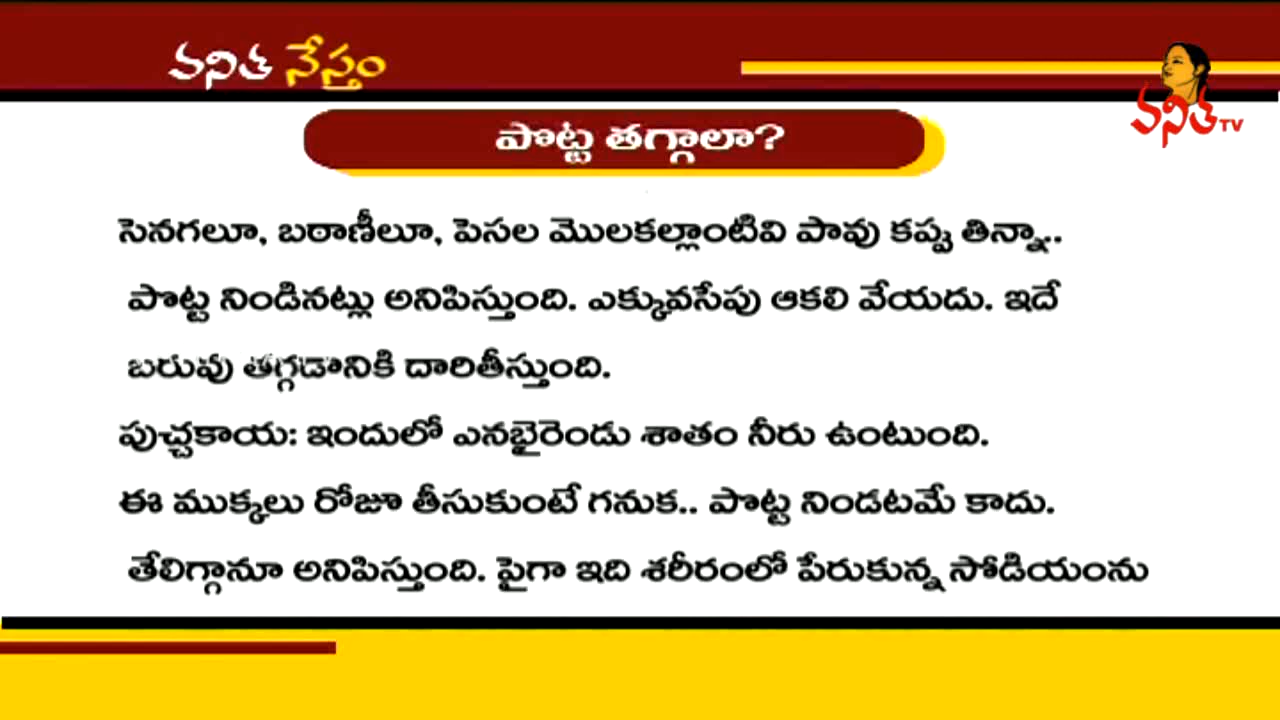 వనిత నేస్తం
వనిత TV
పొట్ట తగ్గాలా?
సెనగలూ, బఠాణీలూ, పెసల మొలకల్లాంటివి పావు కప్పు తిన్నా..
పొట్ట నిండినట్లు అనిపిస్తుంది. ఎక్కువసేపు ఆకలి వేయదు. ఇదే
బరువు తగ్గడానికి దారితీస్తుంది.
పుచ్చకాయ: ఇందులో ఎనభైరెండు శాతం నీరు ఉంటుంది.
ఈ ముక్కలు రోజూ తీసుకుంటే గనుక.. పొట్ట నిండటమే కాదు.
తేలిగ్గానూ అనిపిస్తుంది. పైగా ఇది శరీరంలో పేరుకున్న సోడియంను